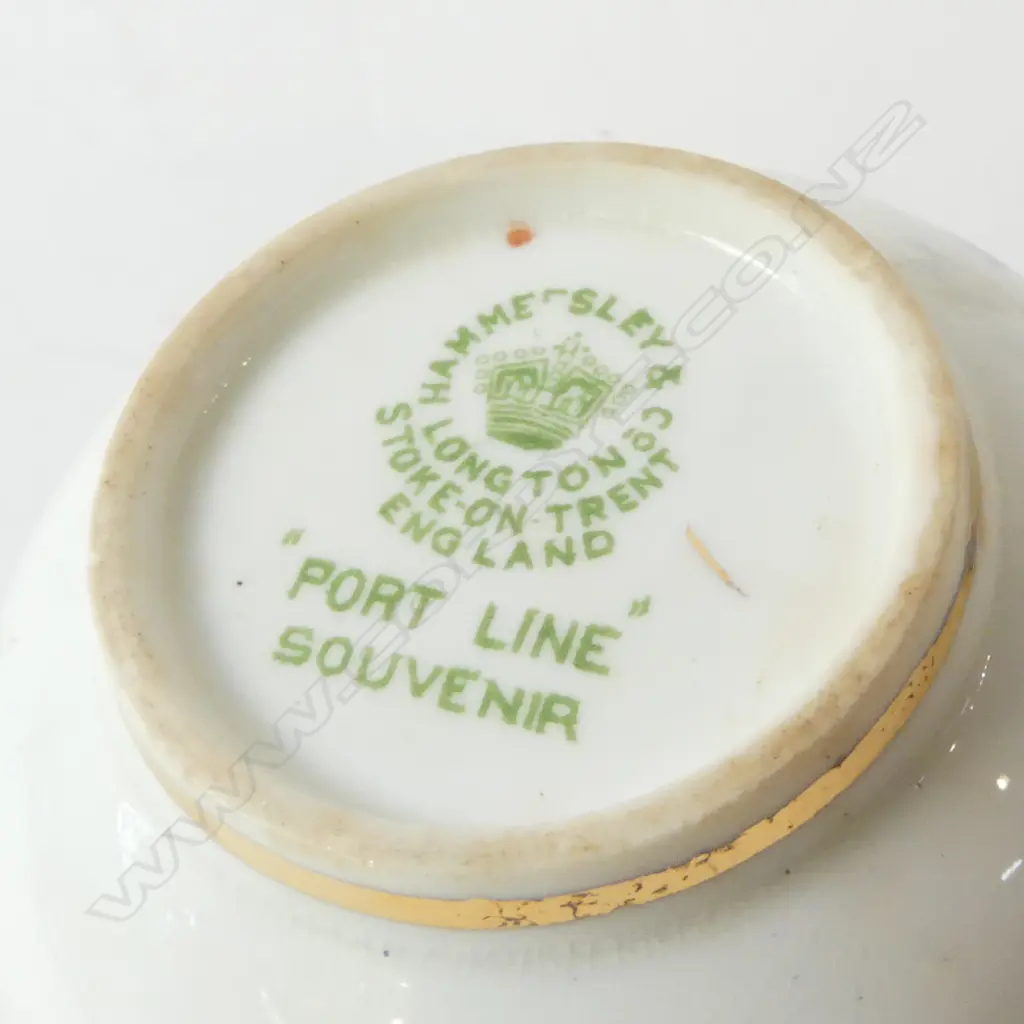 HAMMERSLEY & Cº
LONGTON
STOKE-ON-TRENT
ENGLAND
"PORT LINE"
SOUVENIR